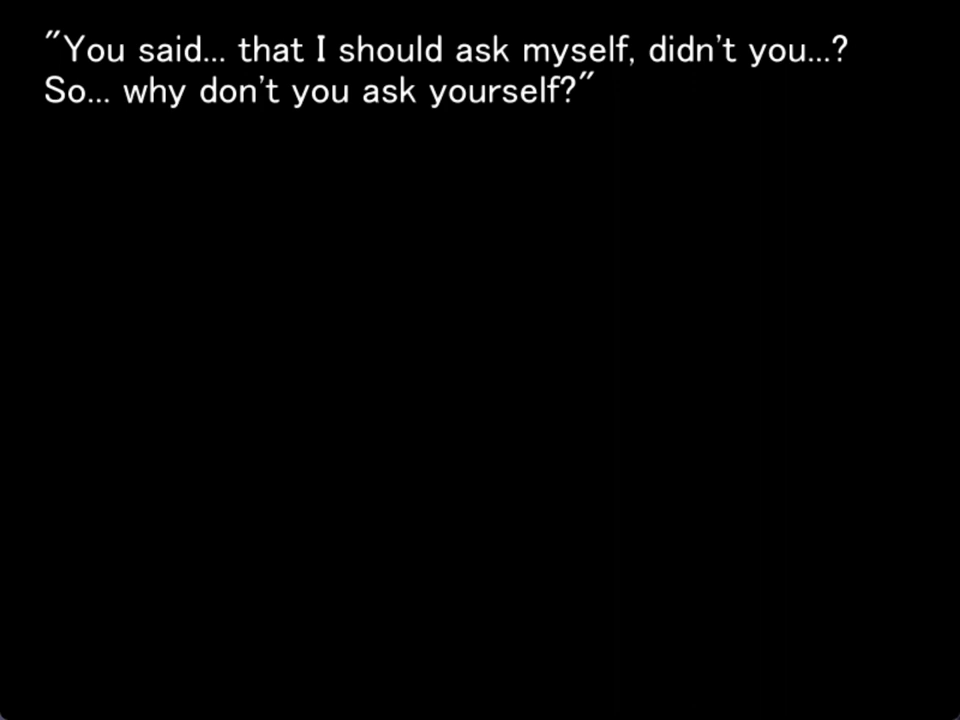 "You said... that I should ask myself, didn't you...?
So... why don't you ask yourself?"